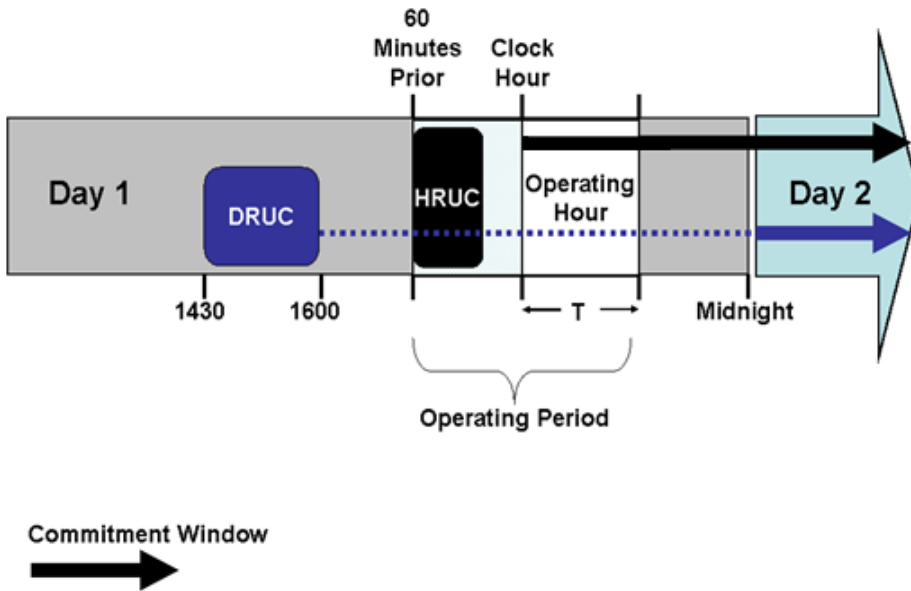 60
Minutes
Prior
Clock
Hour
Day 1
DRUC
HRUC
Operating
Hour
Day 2
1430
1600
T
Midnight
Operating Period
Commitment Window